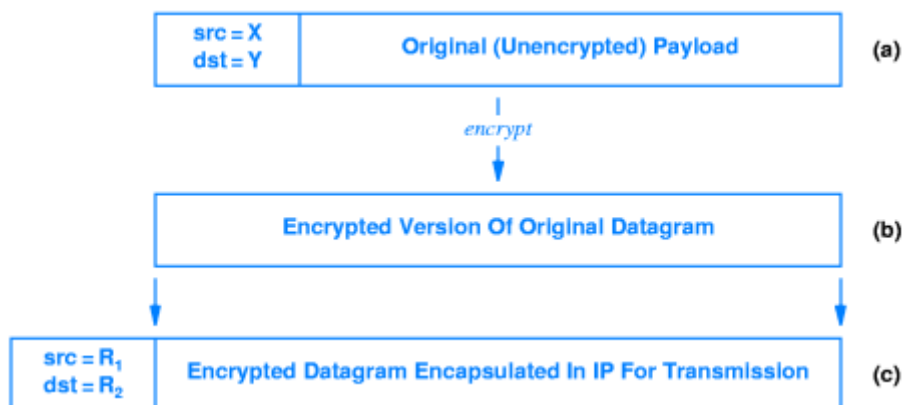 src = X
dst = Y
Original (Unencrypted) Payload
(a)
encrypt
Encrypted Version Of Original Datagram
(b)
src = R₁
dst = R₂
Encrypted Datagram Encapsulated In IP For Transmission
(c)